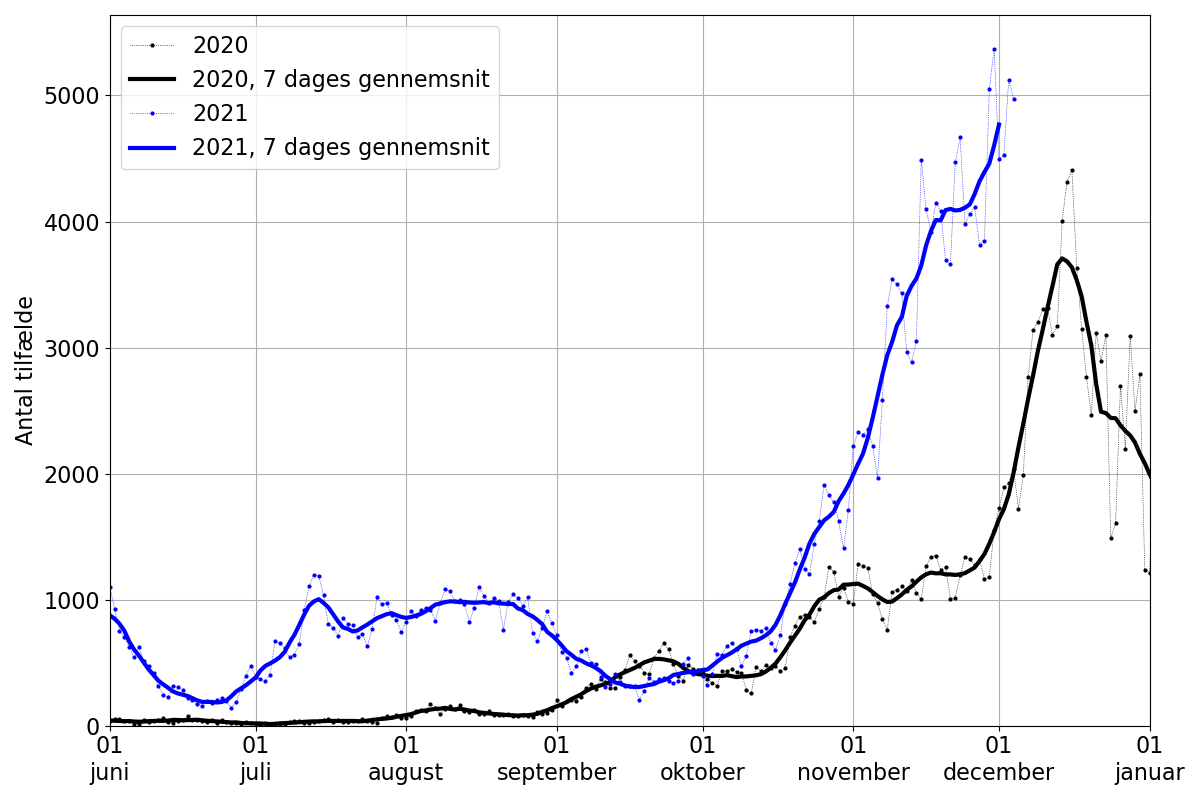 2020
2020, 7 dages gennemsnit
2021
2021, 7 dages gennemsnit
Antal tilfælde
5000
4000
3000
2000
1000
0
01 01 01 01 01 01 01 01
juni juli august september oktober november december januar